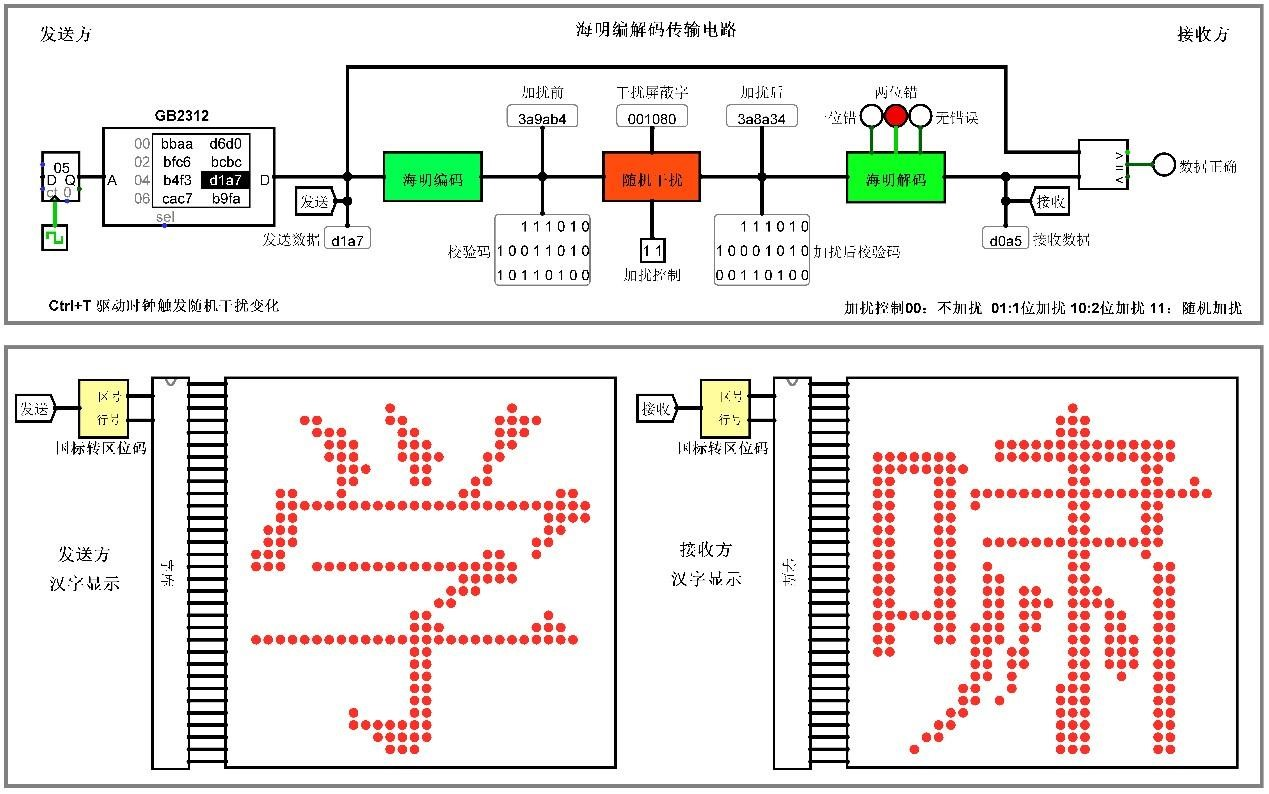 海明编解码传输电路
发送方
接收方
GB2312
加扰前
干扰屏蔽字
加扰后
两位错
3a9ab4
001080
3a8a34
位错
无错误
05
D Q
ct 0
A
00 bbaa d6d0
02 bfc6 bcbc
04 b4f3 d1a7
06 cac7 b9fa
D
sel
海明编码
随机干扰
海明解码
数据正确
发送
接收
发送数据 d1a7
d0a5 接收数据
校验码
111010
10011010
10110100
11
加扰控制
111010
10001010
00110100
加扰后校验码
Ctrl+T 驱动时钟触发随机干扰变化
加扰控制00：不加扰 01:1位加扰 10:2位加扰 11：随机加扰
发送
区号
行号
国标转区位码
发送方
汉字显示
字库
学
接收
区号
行号
国标转区位码
接收方
汉字显示
字库
啸